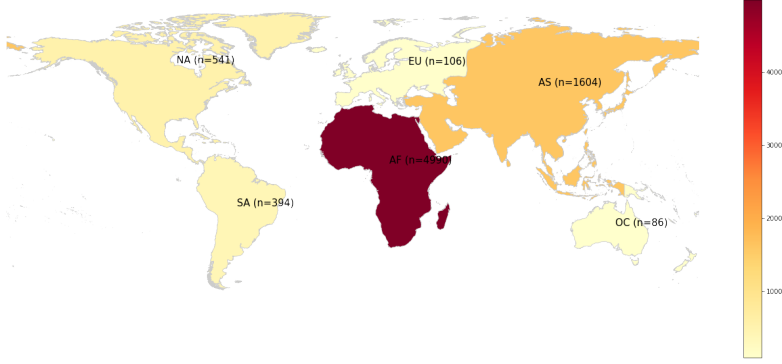 NA (n=541)
EU (n=106)
AS (n=1604)
AF (n=4990)
SA (n=394)
OC (n=86)
4000
3000
2000
1000